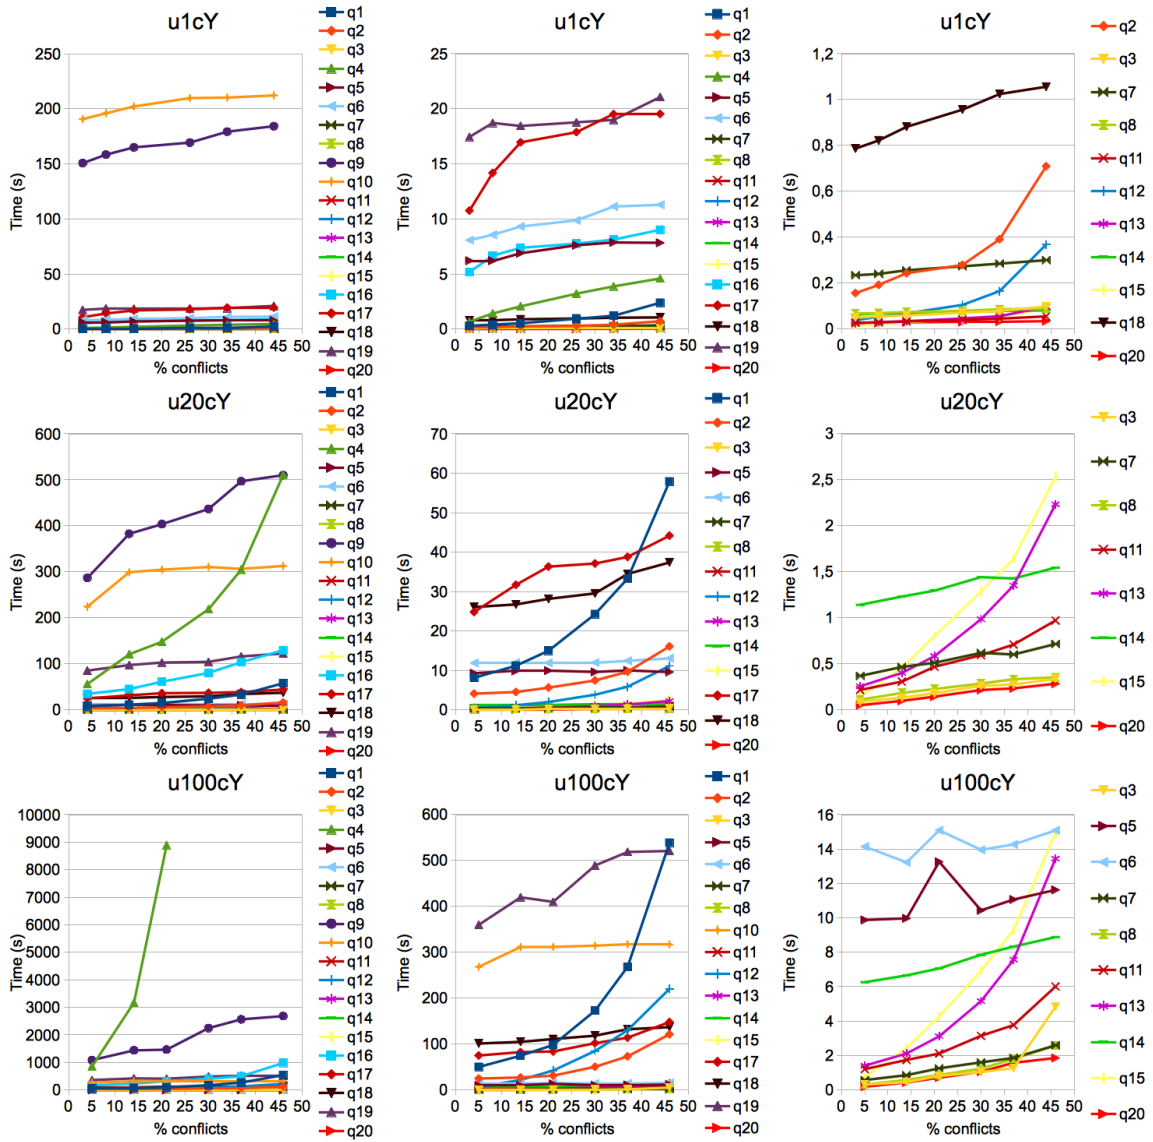 u1cY
250
200
150
100
50
0
Time (s)
0 5 10 15 20 25 30 35 40 45 50
% conflicts
q1
q2
q3
q4
q5
q6
q7
q8
q9
q10
q11
q12
q13
q14
q15
q16
q17
q18
q19
q20
u1cY
25
20
15
10
5
0
Time (s)
0 5 10 15 20 25 30 35 40 45 50
% conflicts
q1
q2
q3
q4
q5
q6
q7
q8
q11
q12
q13
q14
q15
q16
q17
q18
q19
q20
u1cY
1,2
1
0,8
0,6
0,4
0,2
0
Time (s)
0 5 10 15 20 25 30 35 40 45 50
% conflicts
q2
q3
q7
q8
q11
q12
q13
q14
q15
q18
q20
u20cY
600
500
400
300
200
100
0
Time (s)
0 5 10 15 20 25 30 35 40 45 50
% conflicts
q1
q2
q3
q4
q5
q6
q7
q8
q9
q10
q11
q12
q13
q14
q15
q16
q17
q18
q19
q20
u20cY
70
60
50
40
30
20
10
0
Time (s)
0 5 10 15 20 25 30 35 40 45 50
% conflicts
q1
q2
q3
q5
q6
q7
q8
q11
q12
q13
q14
q15
q17
q18
q20
u20cY
3
2,5
2
1,5
1
0,5
0
Time (s)
0 5 10 15 20 25 30 35 40 45 50
% conflicts
q3
q7
q8
q11
q13
q14
q15
q20
u100cY
10000
9000
8000
7000
6000
5000
4000
3000
2000
1000
0
Time (s)
0 5 10 15 20 25 30 35 40 45 50
% conflicts
q1
q2
q3
q4
q5
q6
q7
q8
q9
q10
q11
q12
q13
q14
q15
q16
q17
q18
q19
q20
u100cY
600
500
400
300
200
100
0
Time (s)
0 5 10 15 20 25 30 35 40 45 50
% conflicts
q1
q2
q3
q5
q6
q7
q8
q10
q11
q12
q13
q14
q15
q17
q18
q19
q20
u100cY
16
14
12
10
8
6
4
2
0
Time (s)
0 5 10 15 20 25 30 35 40 45 50
% conflicts
q3
q5
q6
q7
q8
q11
q13
q14
q15
q20